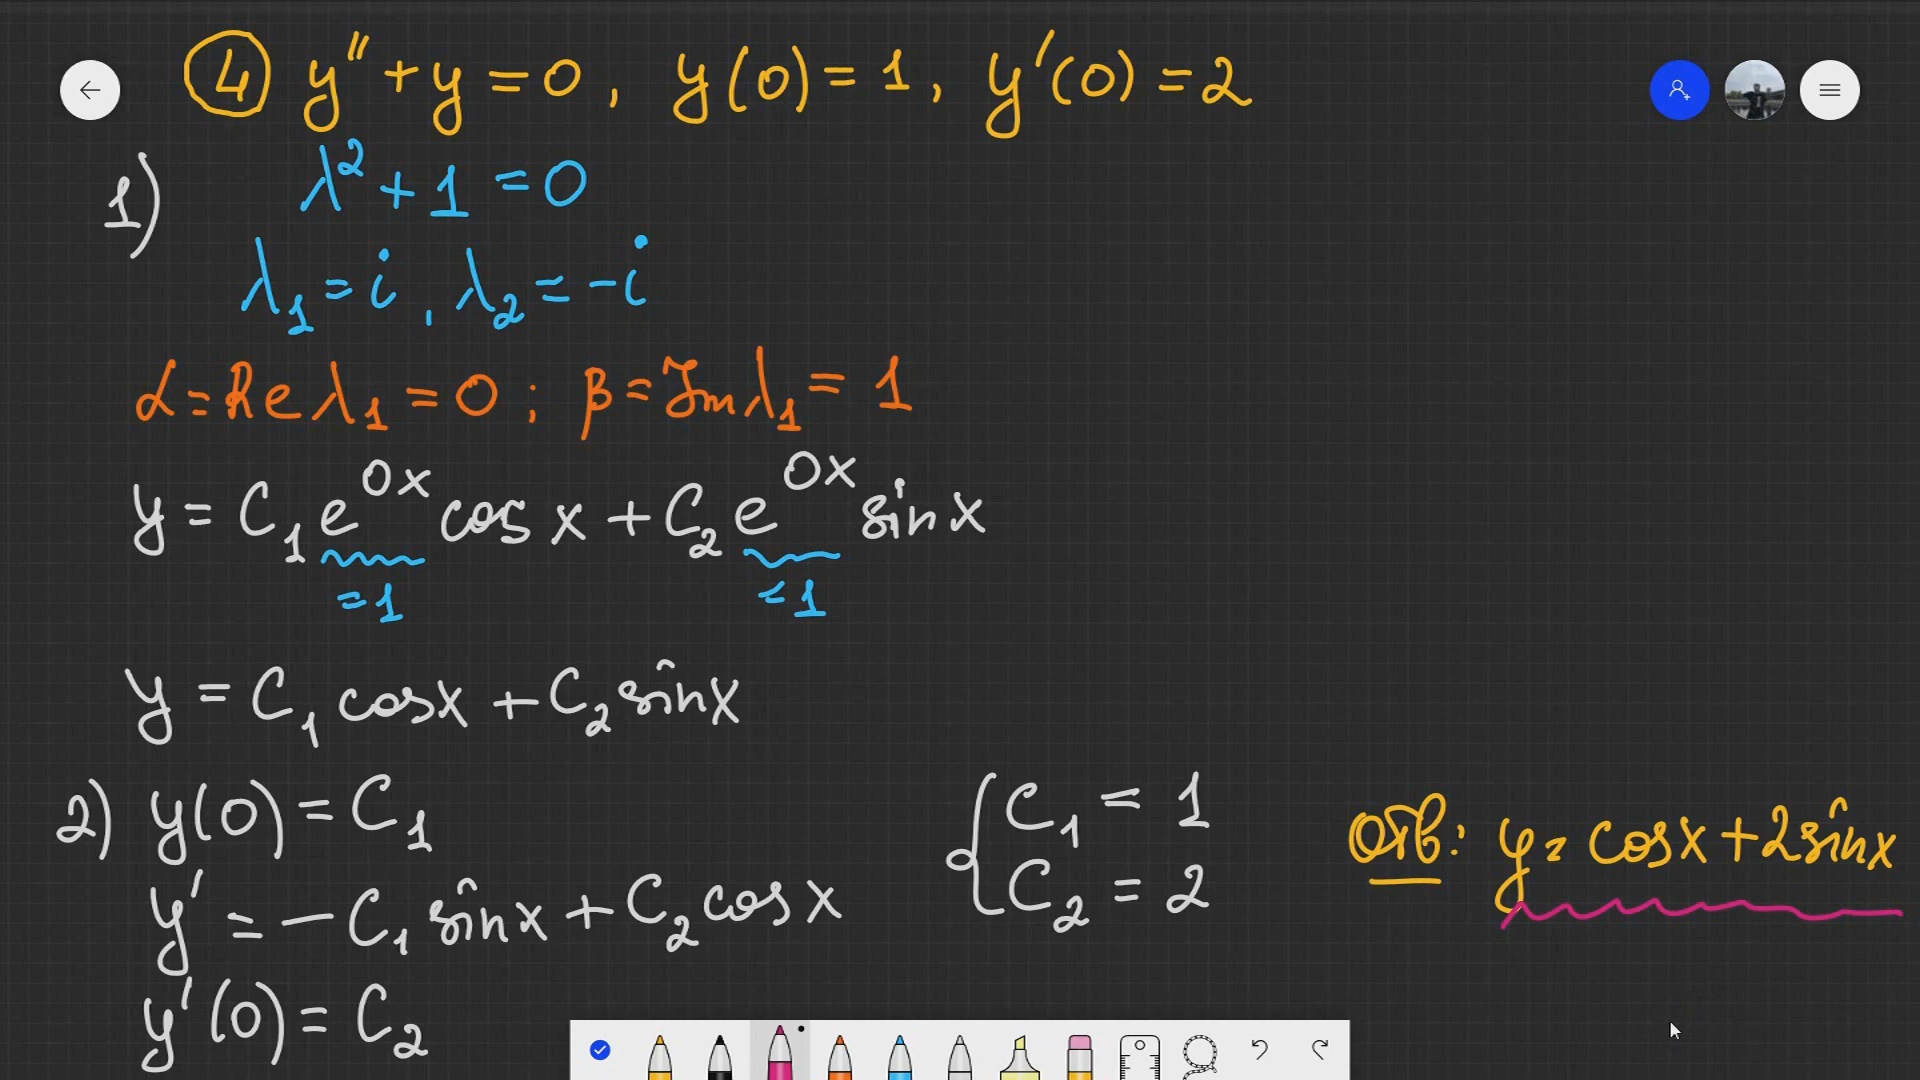 ④ y'' + y = 0, y(0) = 1, y'(0) = 2
1) λ² + 1 = 0
λ₁ = i, λ₂ = -i
α = Re λ₁ = 0; β = Im λ₁ = 1
y = C₁ e^{0x} cos x + C₂ e^{0x} sin x
= 1 = 1
y = C₁ cos x + C₂ sin x
2) y(0) = C₁
y' = - C₁ sin x + C₂ cos x
y'(0) = C₂
{ C₁ = 1
C₂ = 2
Отв: y = cos x + 2 sin x